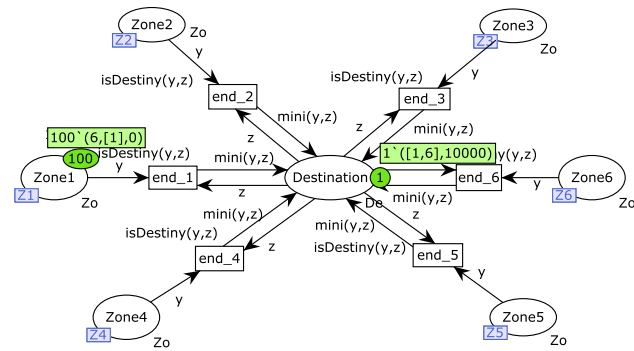 Zone2
Zo
Z2
y
isDestiny(y,z)
end_2
mini(y,z)
z
Zone3
Zo
Z3
y
isDestiny(y,z)
end_3
mini(y,z)
z
100`(6,[1],0)
100
isDestiny(y,z)
Zone1
y
Z1
Zo
end_1
mini(y,z)
z
Destination
1
De
1`([1,6],10000)
y(y,z)
end_6
mini(y,z)
y
Zone6
Z6
Zo
mini(y,z)
isDestiny(y,z)
z
end_4
y
Zone4
Z4
Zo
z
mini(y,z)
isDestiny(y,z)
end_5
y
Zone5
Z5
Zo